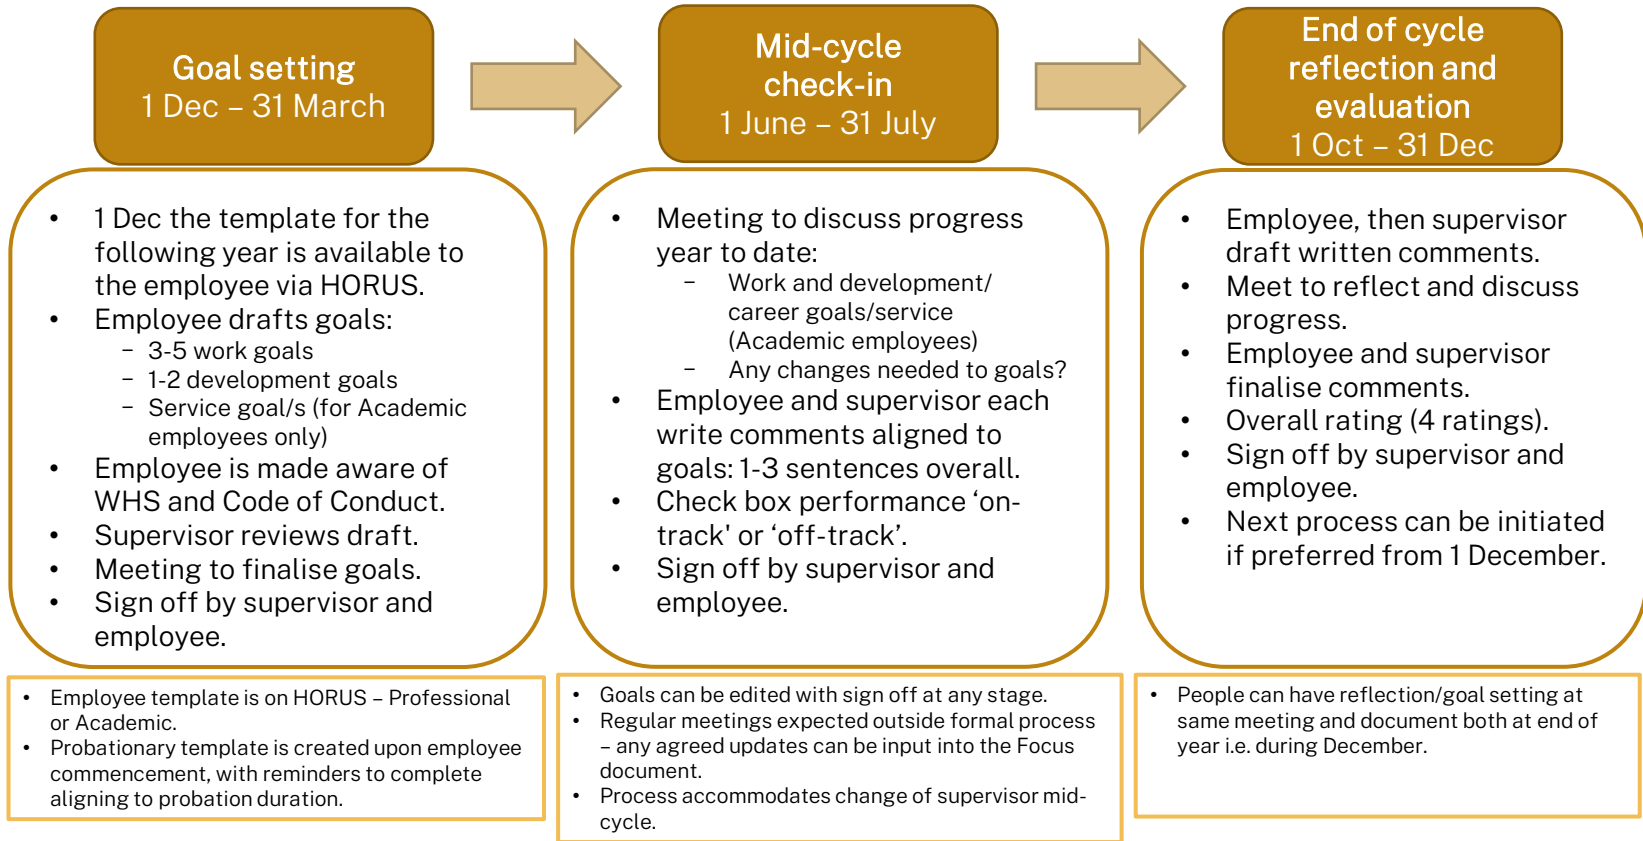 Goal setting
1 Dec – 31 March
Mid-cycle
check-in
1 June – 31 July
End of cycle
reflection and
evaluation
1 Oct – 31 Dec
• 1 Dec the template for the
following year is available to
the employee via HORUS.
• Employee drafts goals:
– 3-5 work goals
– 1-2 development goals
– Service goal/s (for Academic
employees only)
• Employee is made aware of
WHS and Code of Conduct.
• Supervisor reviews draft.
• Meeting to finalise goals.
• Sign off by supervisor and
employee.
• Meeting to discuss progress
year to date:
– Work and development/
career goals/service
(Academic employees)
– Any changes needed to goals?
• Employee and supervisor each
write comments aligned to
goals: 1-3 sentences overall.
• Check box performance ‘on-
track' or ‘off-track’.
• Sign off by supervisor and
employee.
• Employee, then supervisor
draft written comments.
• Meet to reflect and discuss
progress.
• Employee and supervisor
finalise comments.
• Overall rating (4 ratings).
• Sign off by supervisor and
employee.
• Next process can be initiated
if preferred from 1 December.
• Employee template is on HORUS – Professional
or Academic.
• Probationary template is created upon employee
commencement, with reminders to complete
aligning to probation duration.
• Goals can be edited with sign off at any stage.
• Regular meetings expected outside formal process
– any agreed updates can be input into the Focus
document.
• Process accommodates change of supervisor mid-
cycle.
• People can have reflection/goal setting at
same meeting and document both at end of
year i.e. during December.